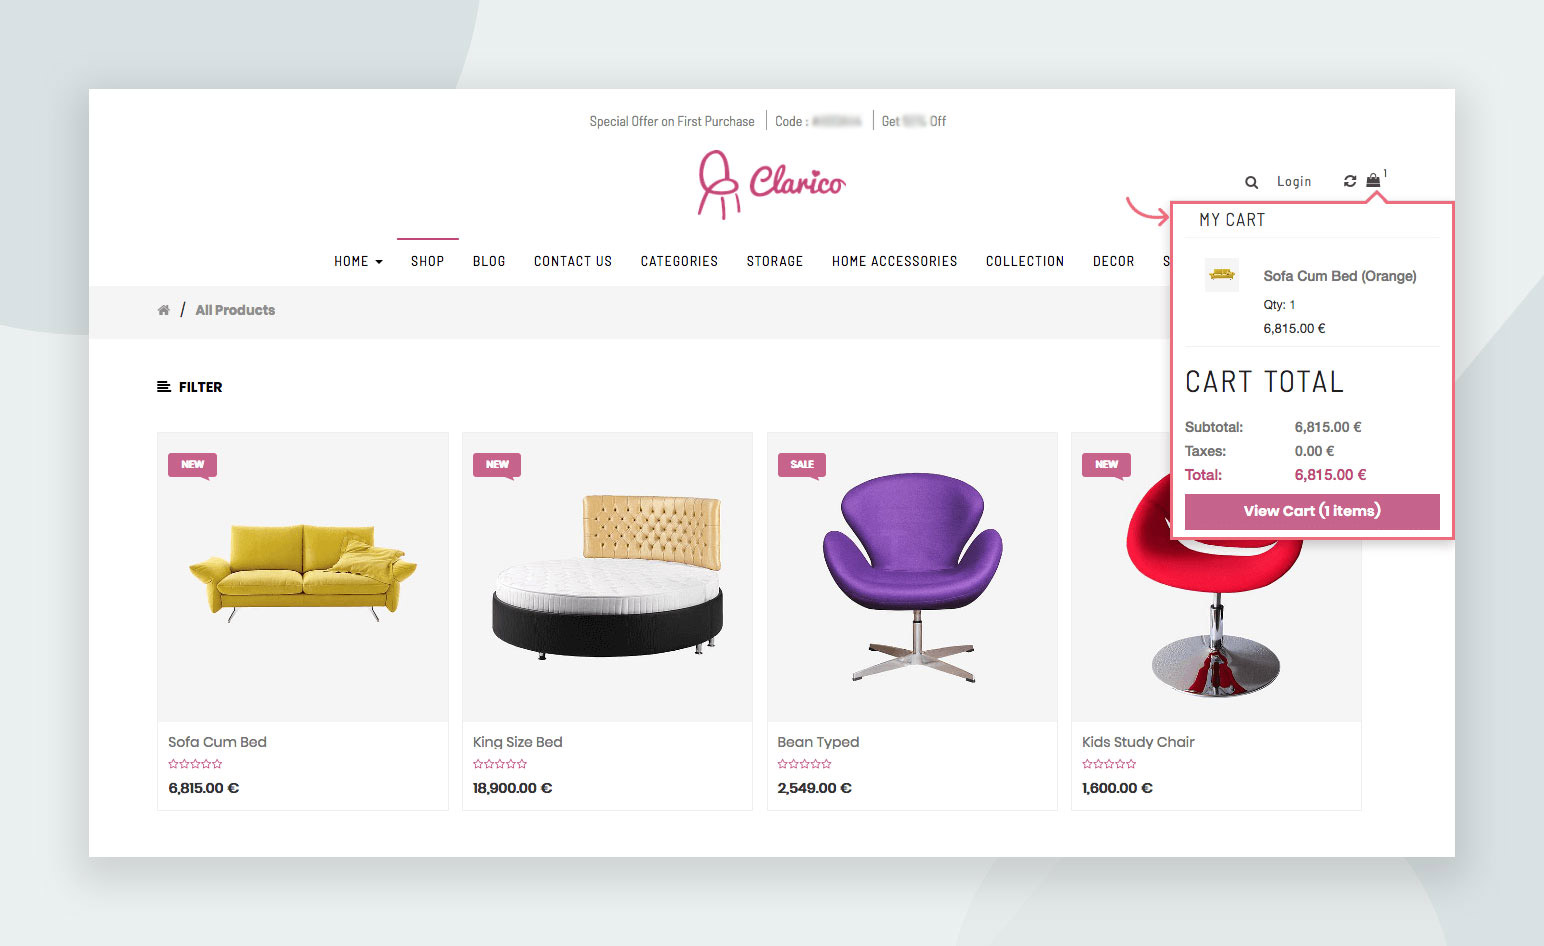 Special Offer on First Purchase Code : Get Off
Clarico
Login 1
HOME SHOP BLOG CONTACT US CATEGORIES STORAGE HOME ACCESSORIES COLLECTION DECOR S
MY CART
Sofa Cum Bed (Orange)
Qty: 1
6,815.00 €
CART TOTAL
Subtotal: 6,815.00 €
Taxes: 0.00 €
Total: 6,815.00 €
View Cart (1 items)
/ All Products
FILTER
NEW
NEW
SALE
NEW
Sofa Cum Bed
6,815.00 €
King Size Bed
18,900.00 €
Bean Typed
2,549.00 €
Kids Study Chair
1,600.00 €